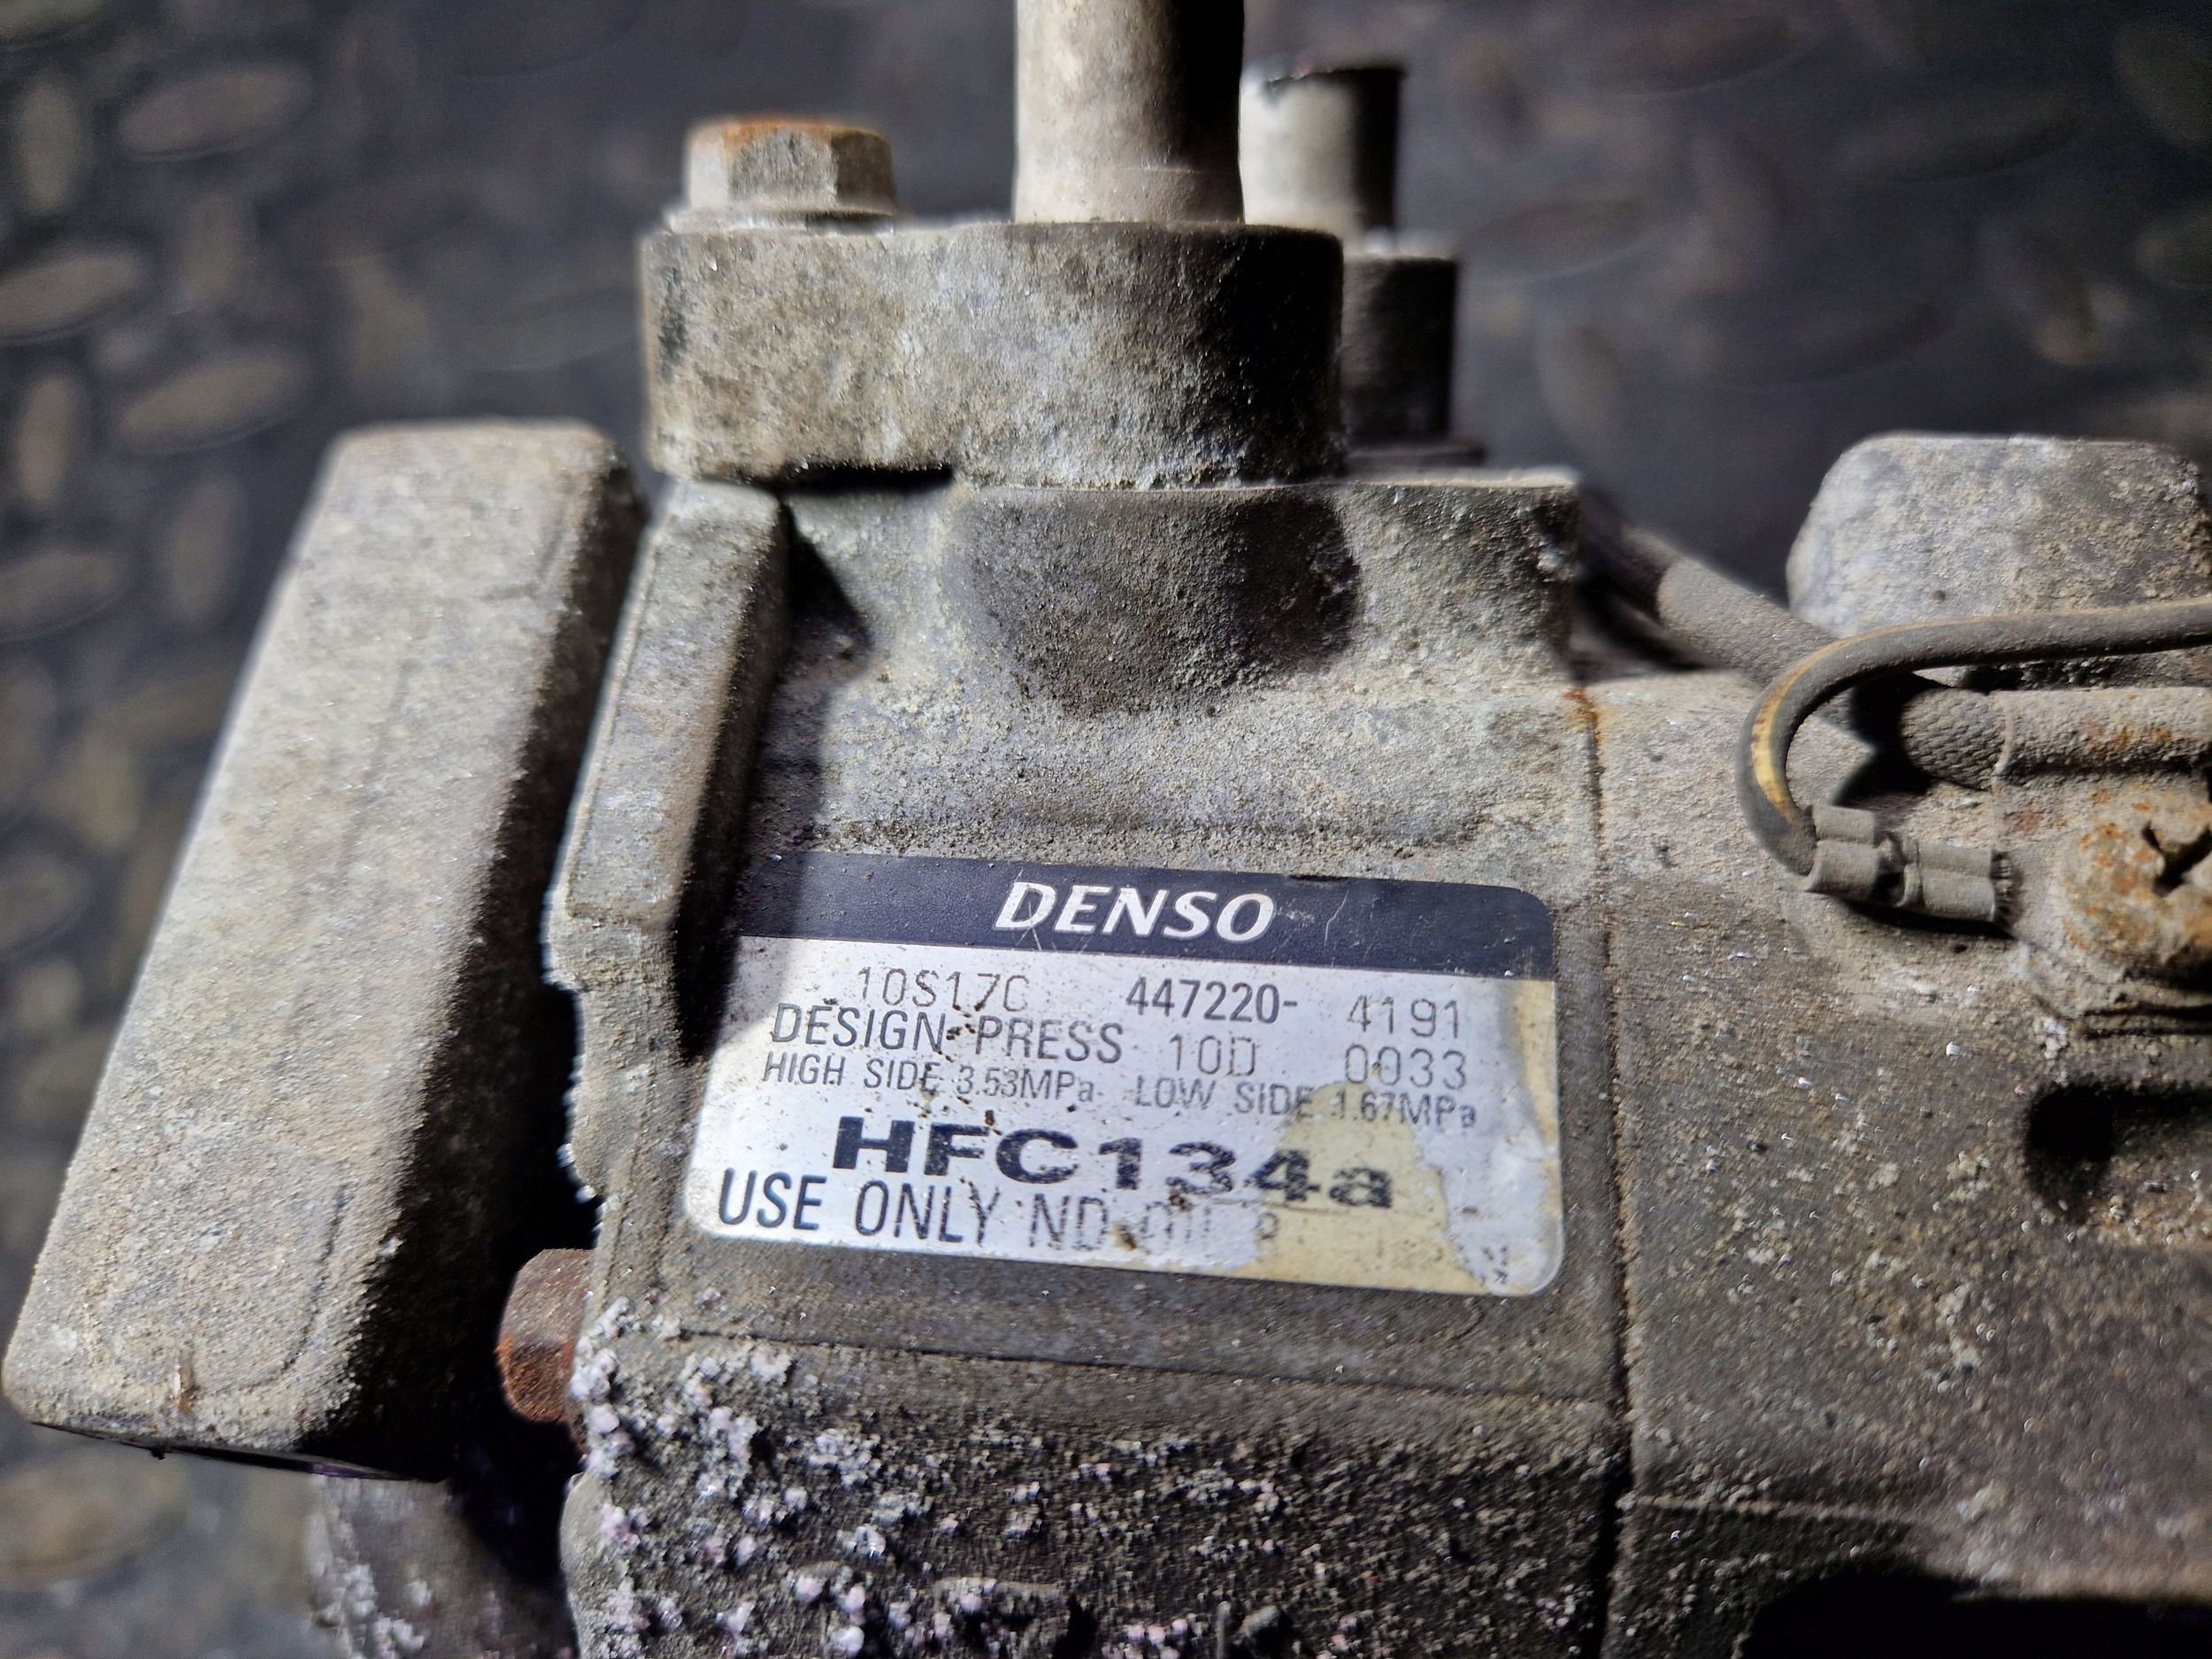 DENSO
10S17C 447220- 4191
DESIGN PRESS 10D 0033
HIGH SIDE 3.53MPa LOW SIDE 1.67MPa
HFC134a
USE ONLY ND